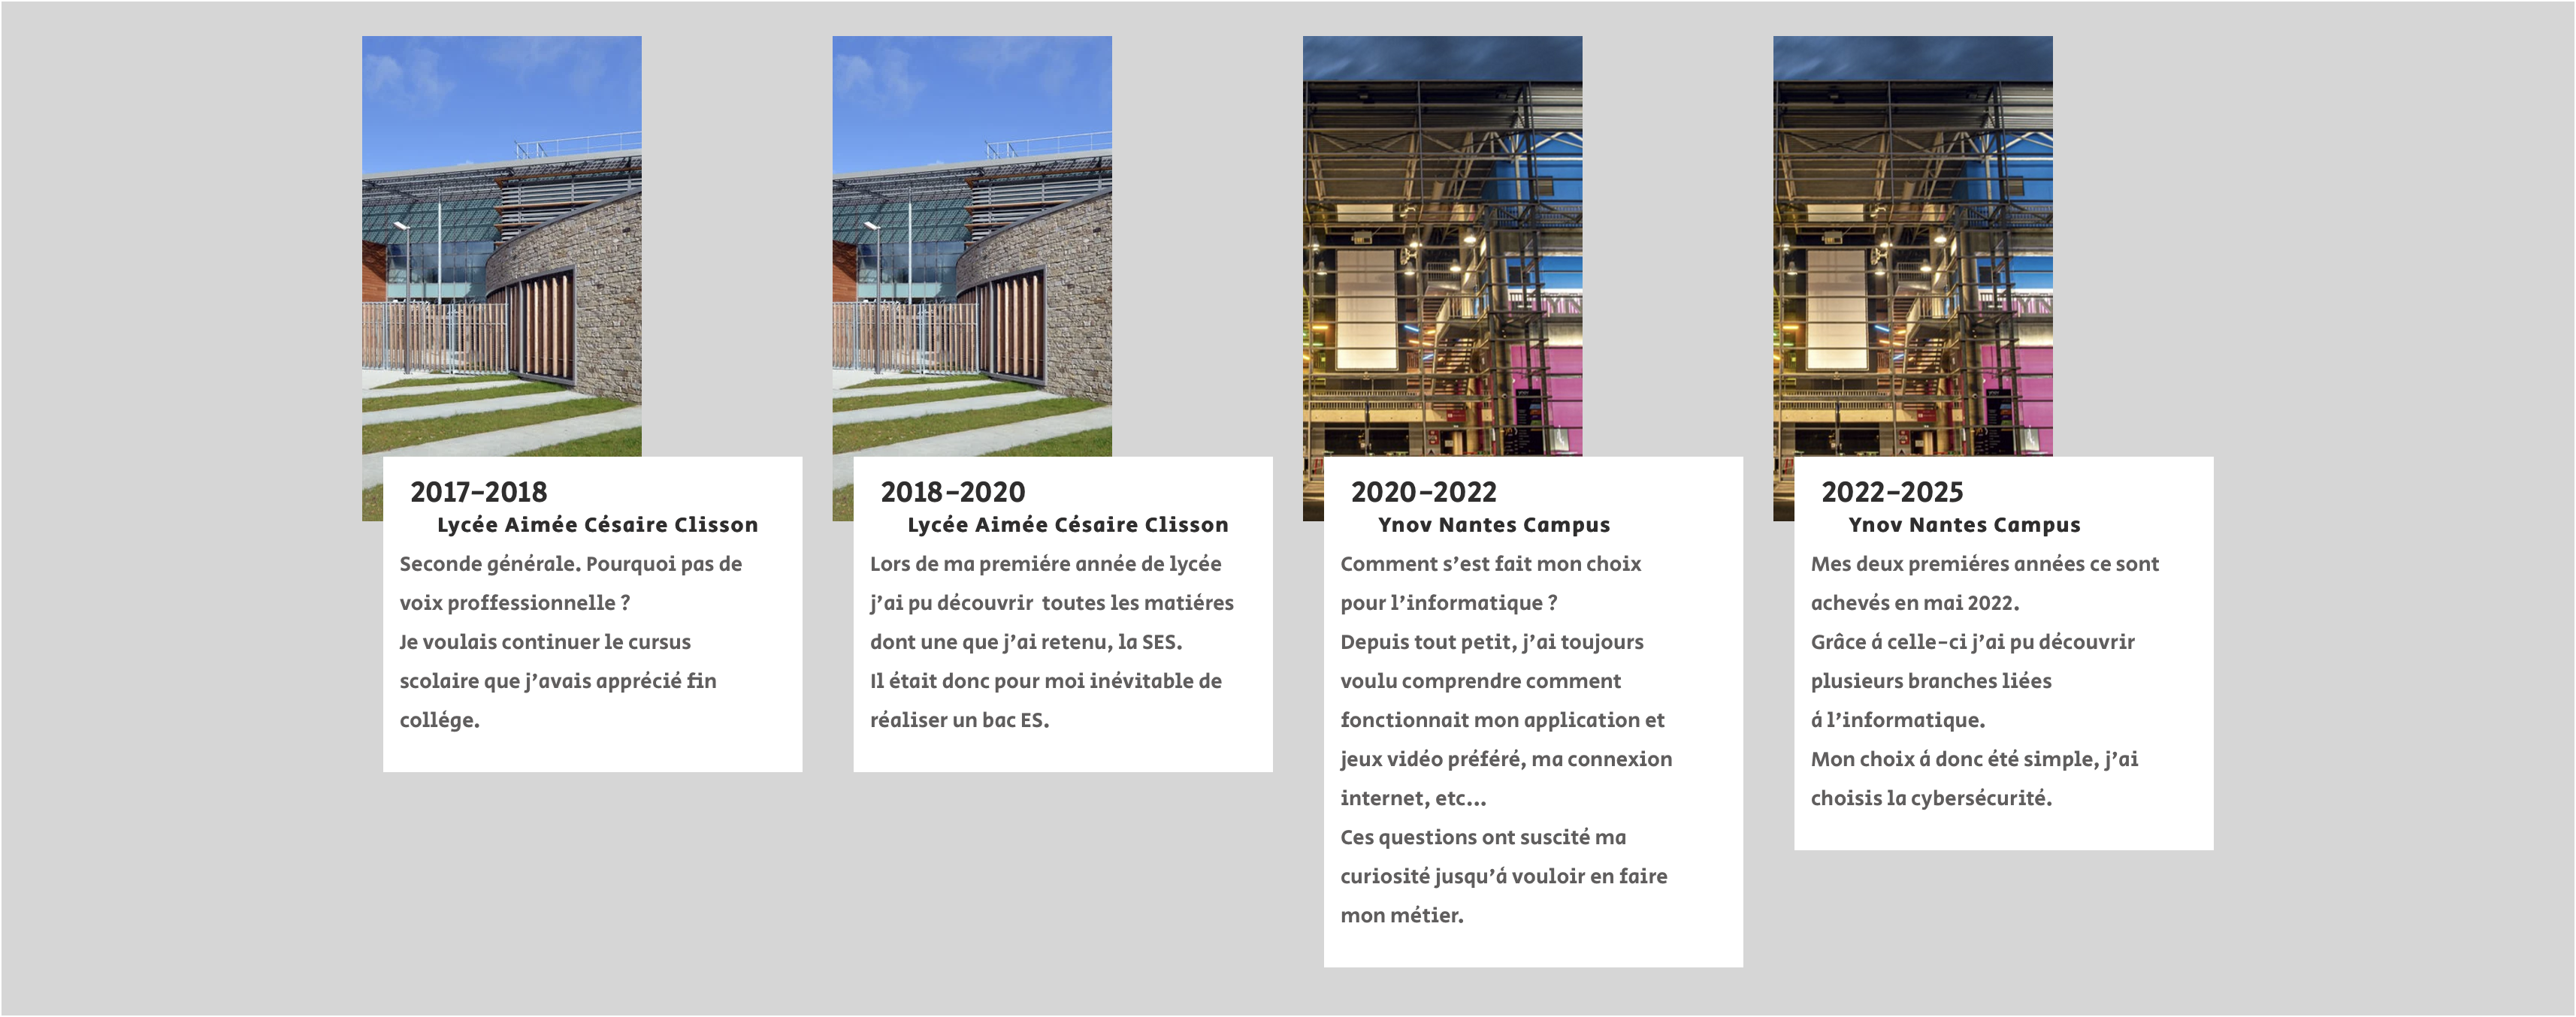 2017-2018
Lycée Aimée Césaire Clisson
Seconde générale. Pourquoi pas de
voix proffessionnelle ?
Je voulais continuer le cursus
scolaire que j'avais apprécié fin
collége.
2018-2020
Lycée Aimée Césaire Clisson
Lors de ma premiére année de lycée
j'ai pu découvrir toutes les matiéres
dont une que j'ai retenu, la SES.
Il était donc pour moi inévitable de
réaliser un bac ES.
2020-2022
Ynov Nantes Campus
Comment s'est fait mon choix
pour l'informatique ?
Depuis tout petit, j'ai toujours
voulu comprendre comment
fonctionnait mon application et
jeux vidéo préféré, ma connexion
internet, etc...
Ces questions ont suscité ma
curiosité jusqu'á vouloir en faire
mon métier.
2022-2025
Ynov Nantes Campus
Mes deux premiéres années ce sont
achevés en mai 2022.
Grâce á celle-ci j'ai pu découvrir
plusieurs branches liées
á l'informatique.
Mon choix á donc été simple, j'ai
choisis la cybersécurité.